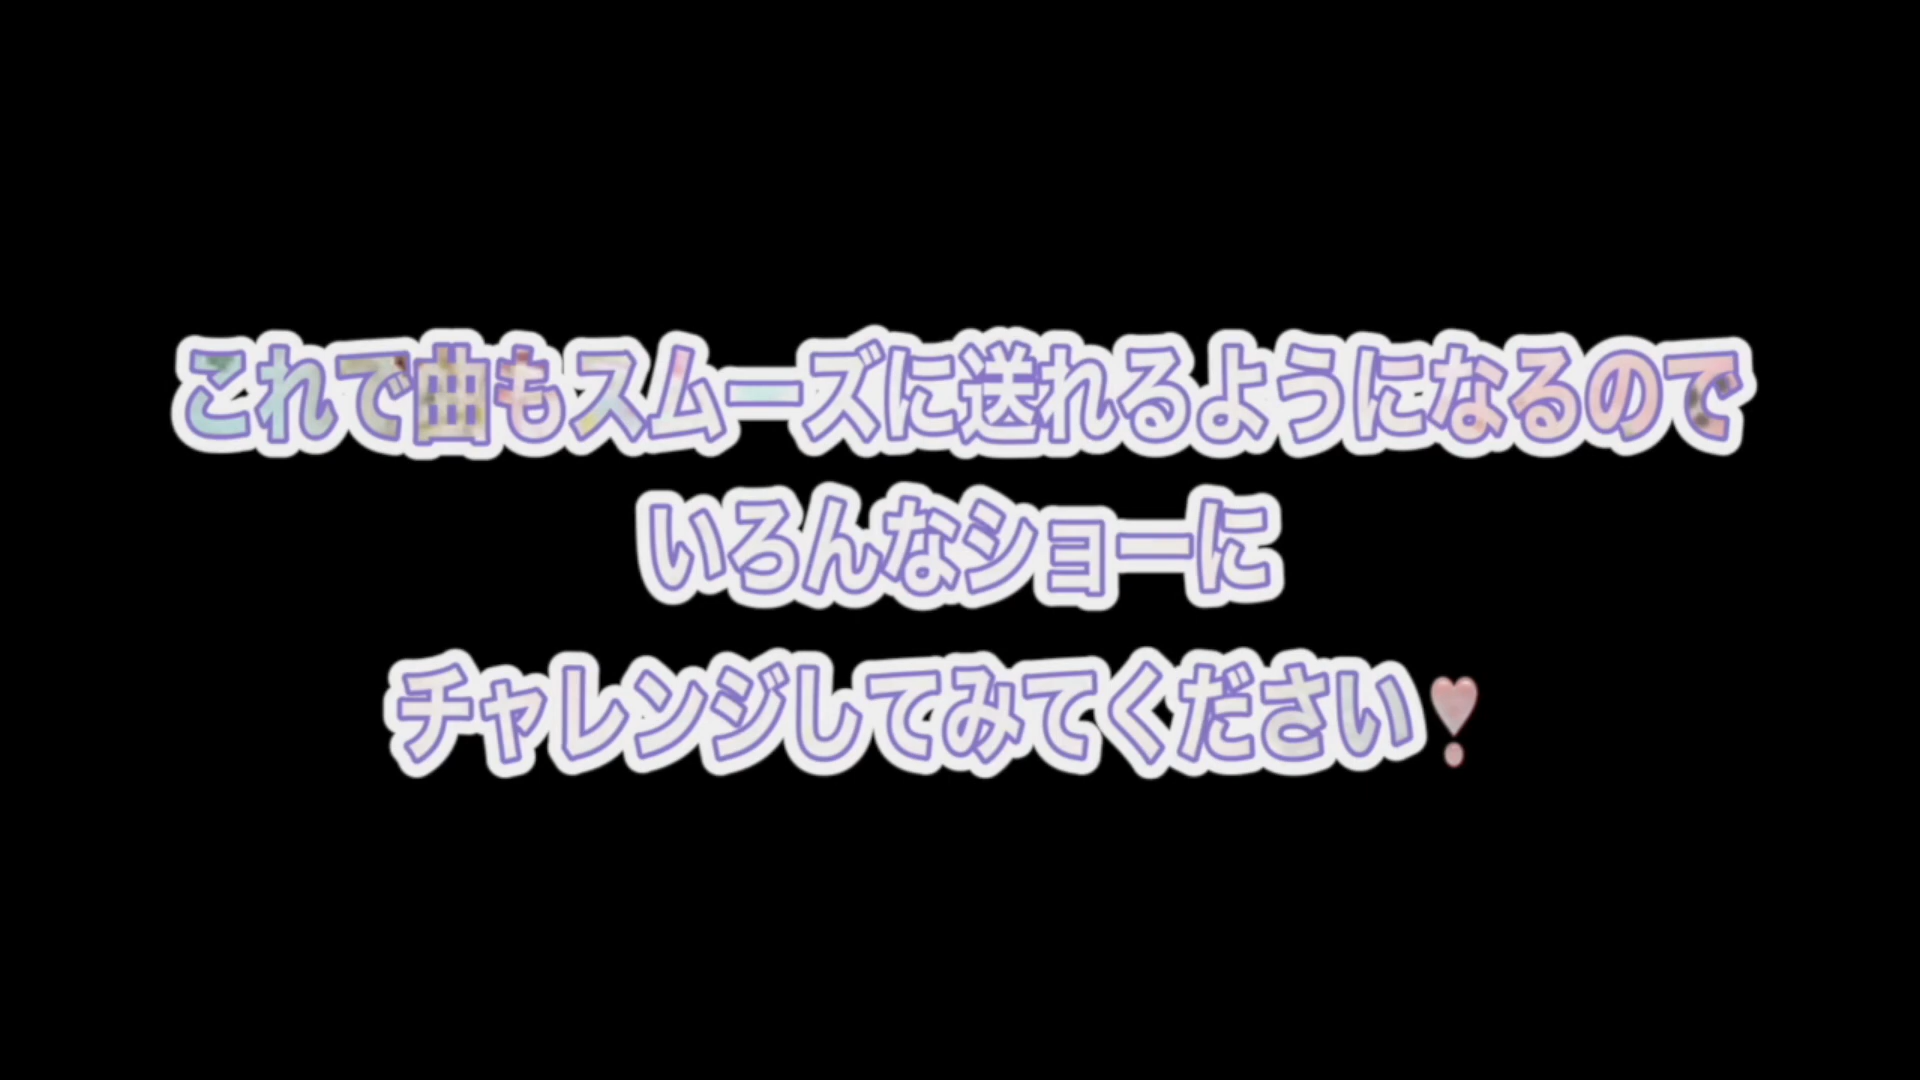 これで曲もスムーズに送れるようになるので
いろんなショーに
チャレンジしてみてください❣